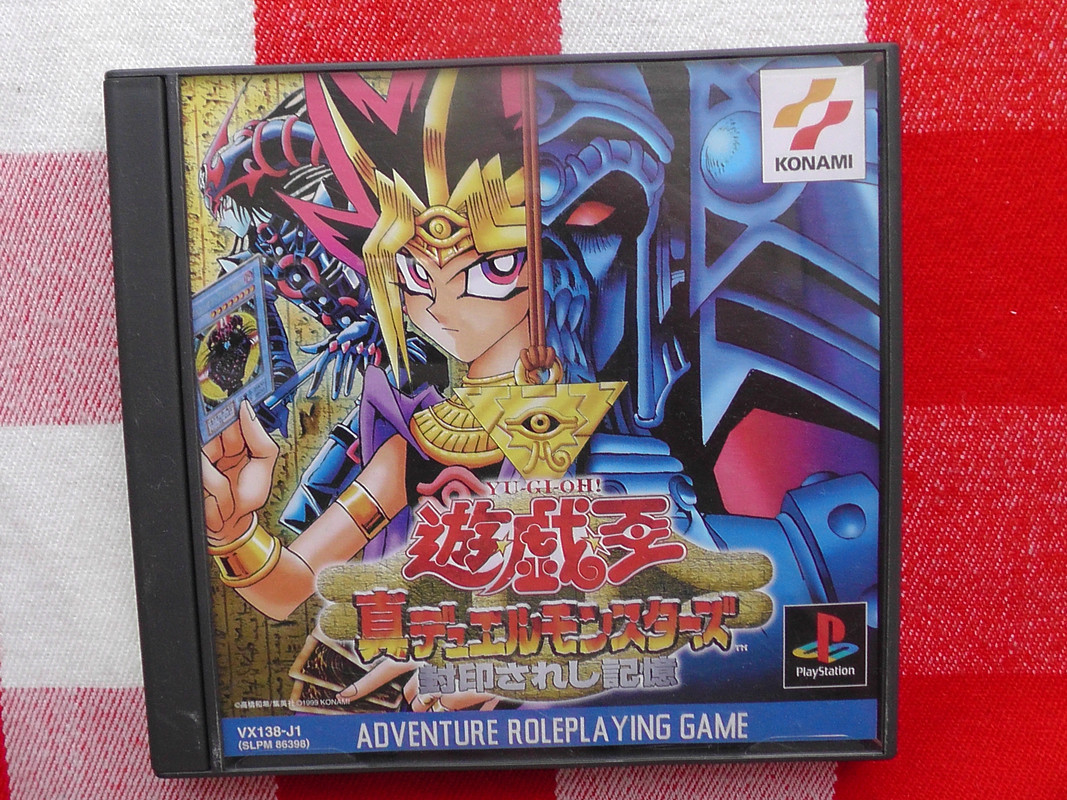 KONAMI
YU-GI-OH!
遊☆戯☆王
真デュエルモンスターズ™
封印されし記憶
©高橋和希/集英社 ©1999 KONAMI
PlayStation
VX138-J1
(SLPM 86398)
ADVENTURE ROLEPLAYING GAME